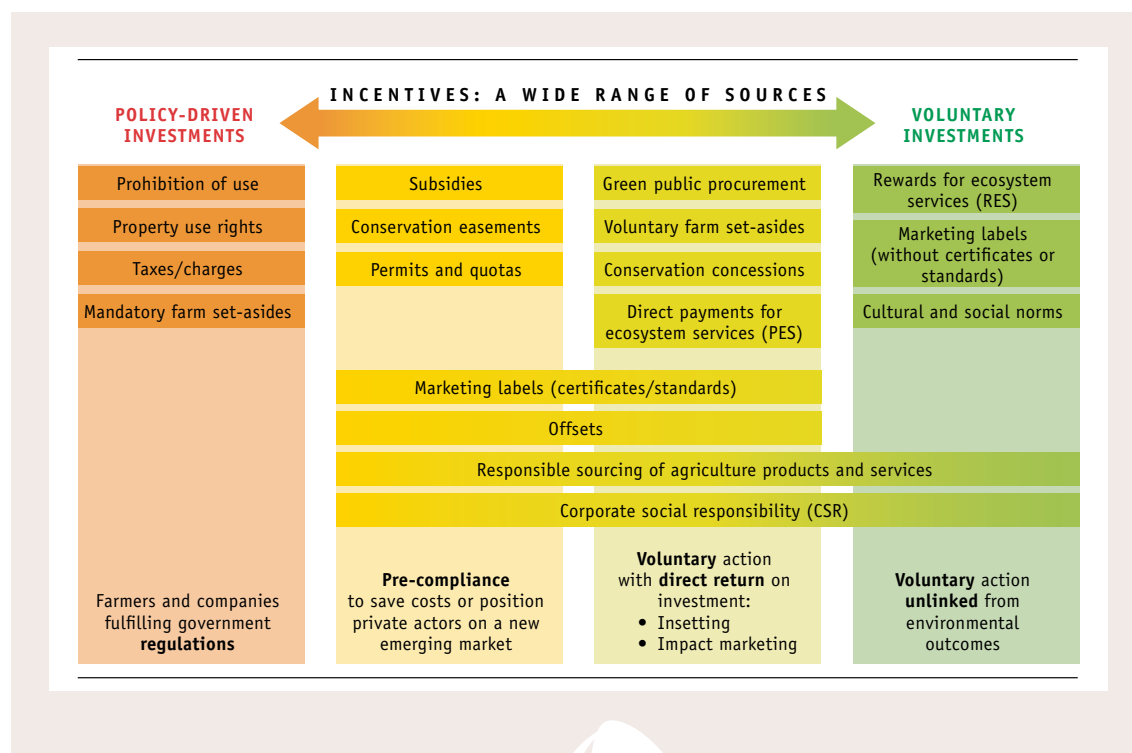 INCENTIVES: A WIDE RANGE OF SOURCES
POLICY-DRIVEN
INVESTMENTS
VOLUNTARY
INVESTMENTS
Prohibition of use
Property use rights
Taxes/charges
Mandatory farm set-asides
Subsidies
Conservation easements
Permits and quotas
Green public procurement
Voluntary farm set-asides
Conservation concessions
Direct payments for
ecosystem services (PES)
Rewards for ecosystem
services (RES)
Marketing labels
(without certificates or
standards)
Cultural and social norms
Marketing labels (certificates/standards)
Offsets
Responsible sourcing of agriculture products and services
Corporate social responsibility (CSR)
Farmers and companies
fulfilling government
regulations
Pre-compliance
to save costs or position
private actors on a new
emerging market
Voluntary action
with direct return on
investment:
• Insetting
• Impact marketing
Voluntary action
unlinked from
environmental
outcomes